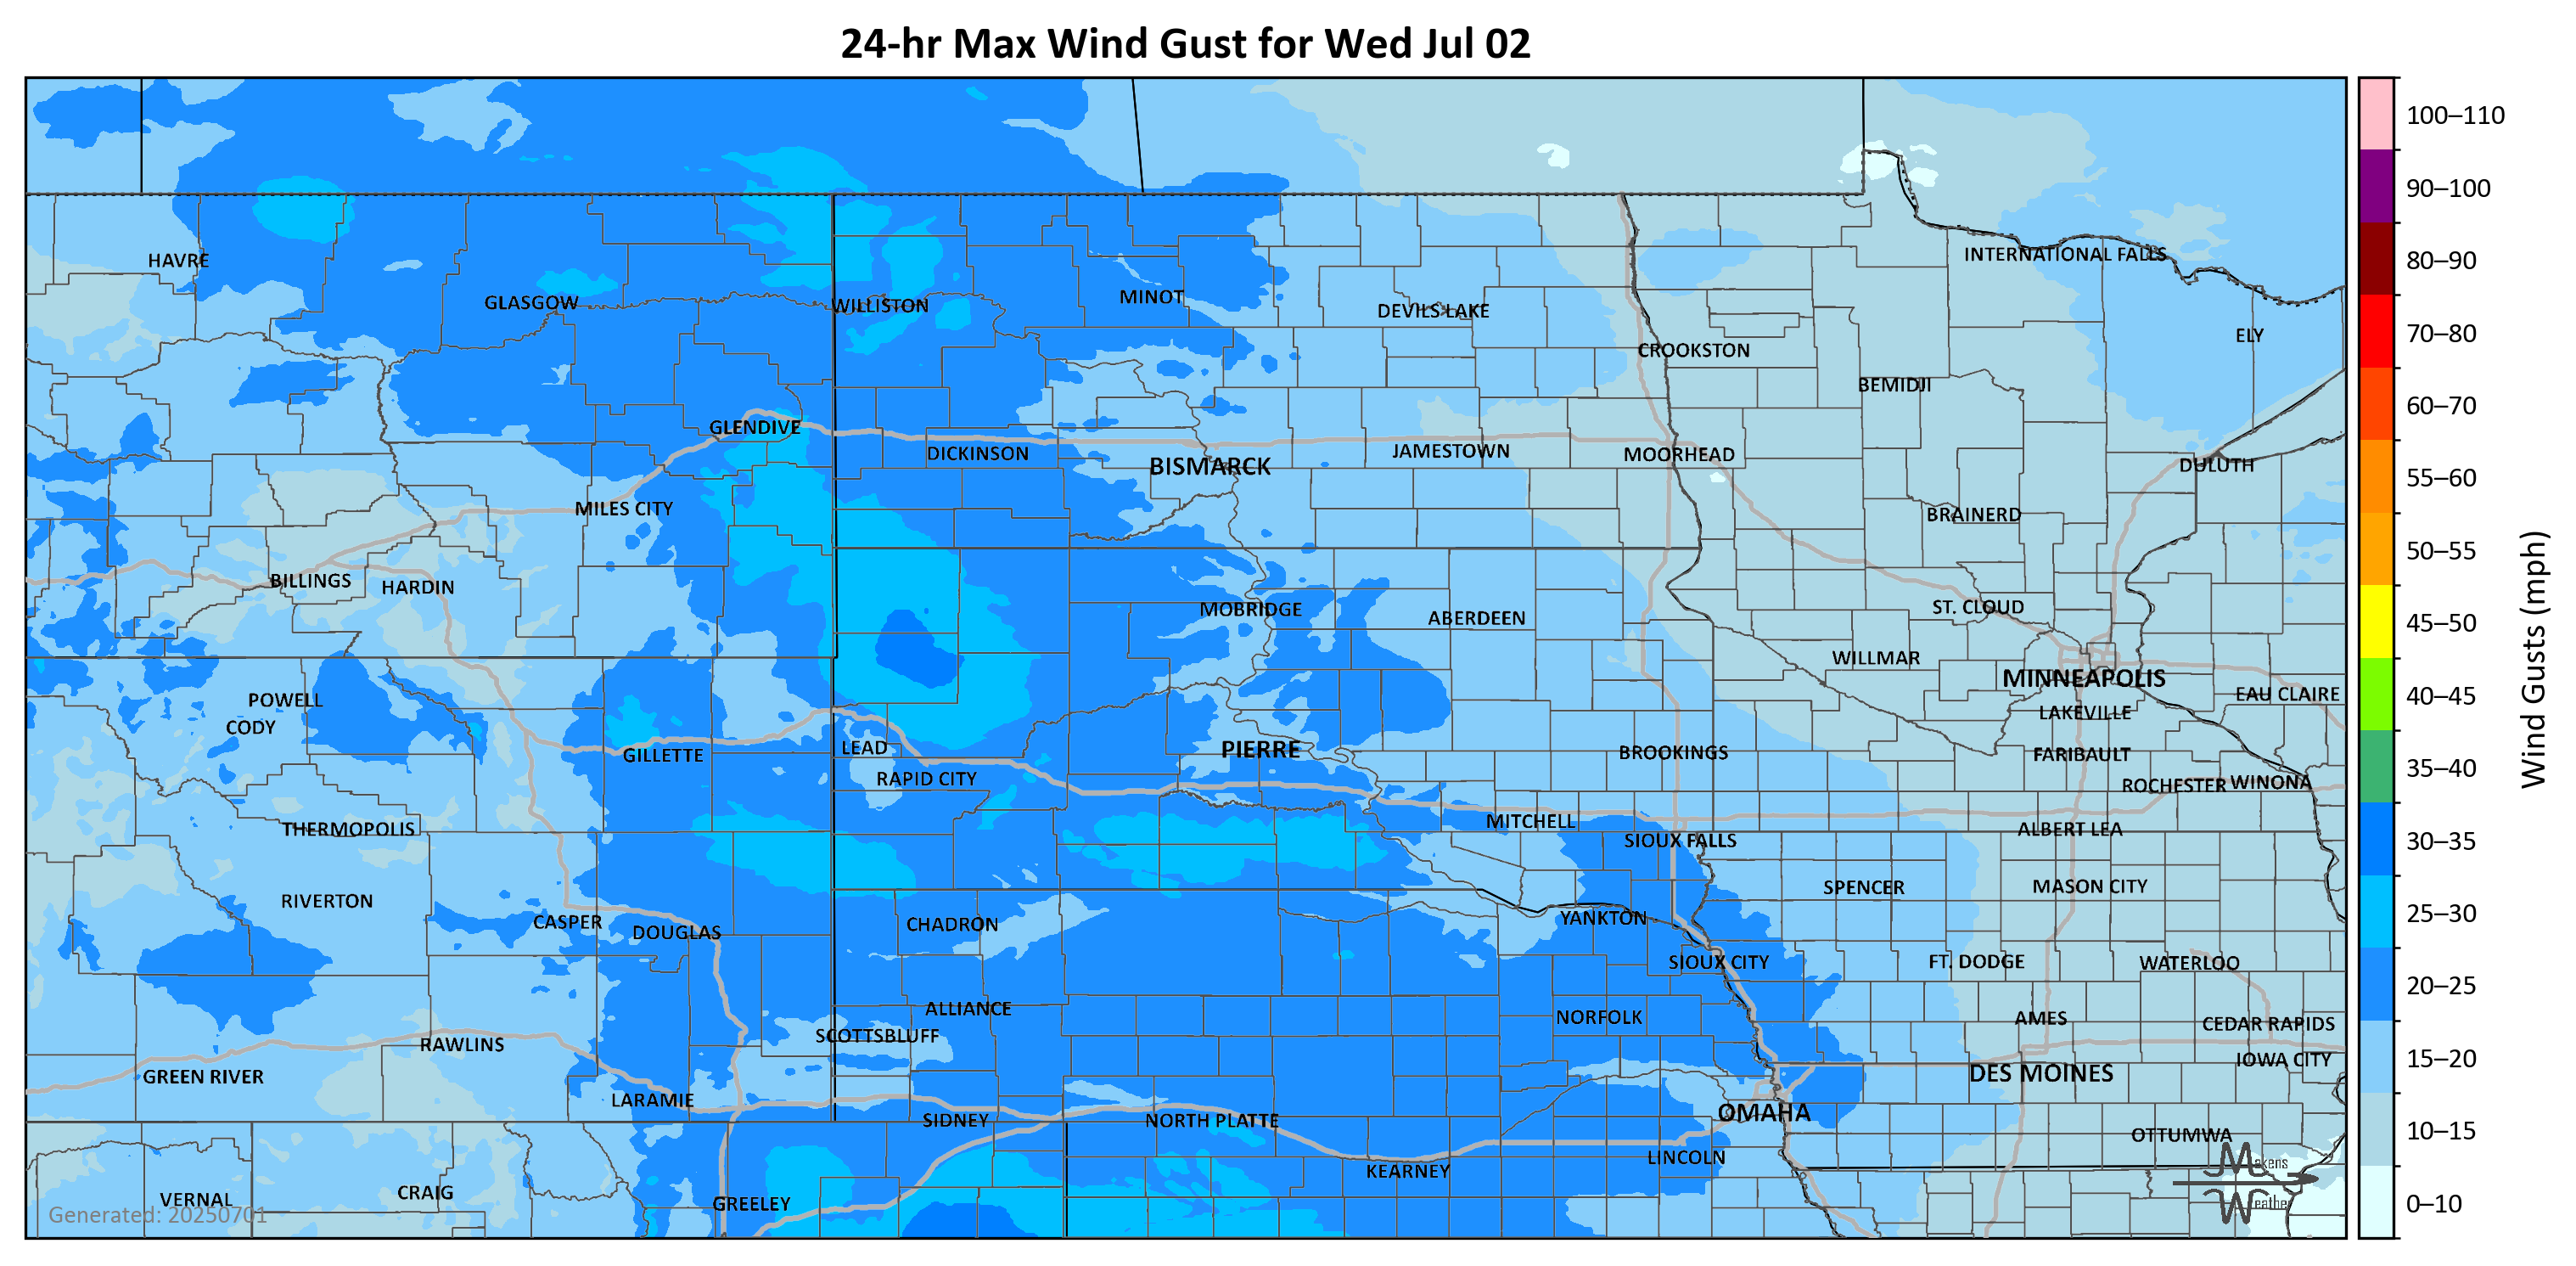 24-hr Max Wind Gust for Wed Jul 02
100–110
90–100
80–90
70–80
60–70
55–60
50–55
45–50
40–45
35–40
30–35
25–30
20–25
15–20
10–15
0–10
Wind Gusts (mph)
HAVRE
INTERNATIONAL FALLS
GLASGOW
WILLISTON
MINOT
DEVILS LAKE
ELY
CROOKSTON
BEMIDJI
GLENDIVE
DICKINSON
BISMARCK
JAMESTOWN
MOORHEAD
DULUTH
MILES CITY
BRAINERD
BILLINGS
HARDIN
MOBRIDGE
ABERDEEN
ST. CLOUD
WILLMAR
MINNEAPOLIS
EAU CLAIRE
POWELL
CODY
LAKEVILLE
GILLETTE
LEAD
PIERRE
BROOKINGS
FARIBAULT
RAPID CITY
ROCHESTER
WINONA
THERMOPOLIS
MITCHELL
ALBERT LEA
SIOUX FALLS
RIVERTON
SPENCER
MASON CITY
CASPER
DOUGLAS
CHADRON
YANKTON
SIOUX CITY
FT. DODGE
WATERLOO
ALLIANCE
NORFOLK
AMES
CEDAR RAPIDS
SCOTTSBLUFF
RAWLINS
IOWA CITY
GREEN RIVER
DES MOINES
LARAMIE
SIDNEY
NORTH PLATTE
OMAHA
OTTUMWA
KEARNEY
LINCOLN
Makens
Weather
VERNAL
CRAIG
GREELEY
Generated: 20250701